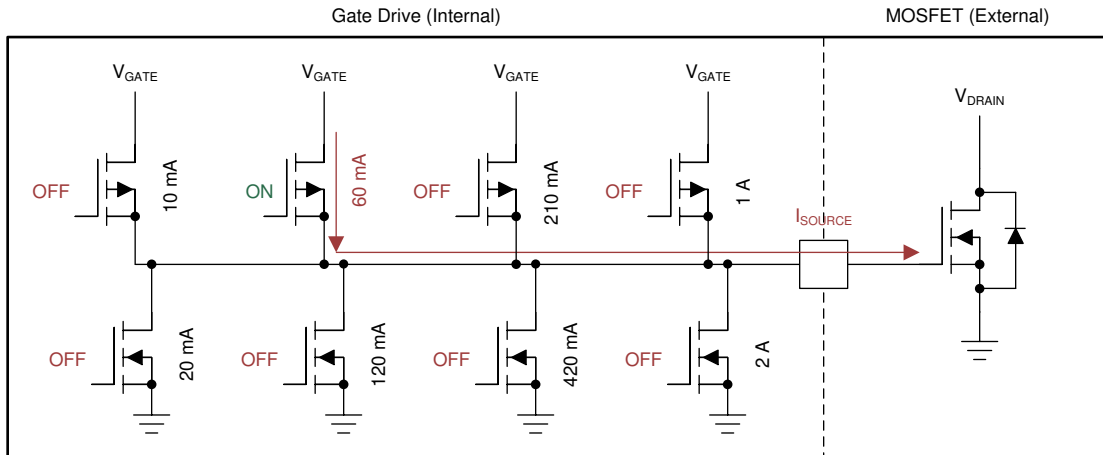 Gate Drive (Internal)
MOSFET (External)
VGATE
VGATE
VGATE
VGATE
VDRAIN
OFF
10 mA
ON
60 mA
OFF
210 mA
OFF
1 A
ISOURCE
OFF
20 mA
OFF
120 mA
OFF
420 mA
OFF
2 A